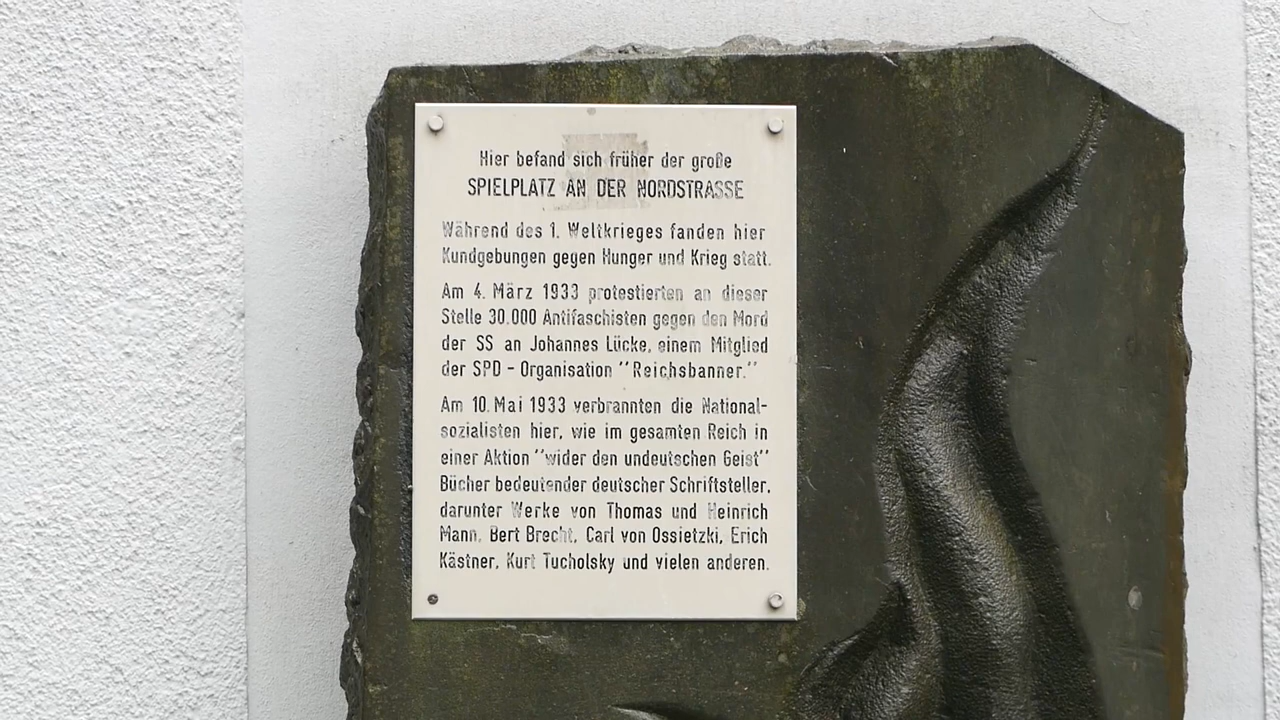 Hier befand sich früher der große
SPIELPLATZ AN DER NORDSTRASSE
Während des 1. Weltkrieges fanden hier
Kundgebungen gegen Hunger und Krieg statt.
Am 4. März 1933 protestierten an dieser
Stelle 30.000 Antifaschisten gegen den Mord
der SS an Johannes Lücke, einem Mitglied
der SPD - Organisation "Reichsbanner."
Am 10. Mai 1933 verbrannten die National-
sozialisten hier, wie im gesamten Reich in
einer Aktion "wider den undeutschen Geist"
Bücher bedeutender deutscher Schriftsteller,
darunter Werke von Thomas und Heinrich
Mann, Bert Brecht, Carl von Ossietzki, Erich
Kästner, Kurt Tucholsky und vielen anderen.